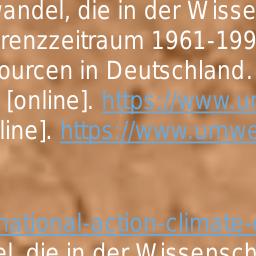 wandel, die in der Wisse
renzzeitraum 1961-199
ourcen in Deutschland.
[online]. https://www.u
line]. https://www.umwe
national-action-climate-
el, die in der Wissensch